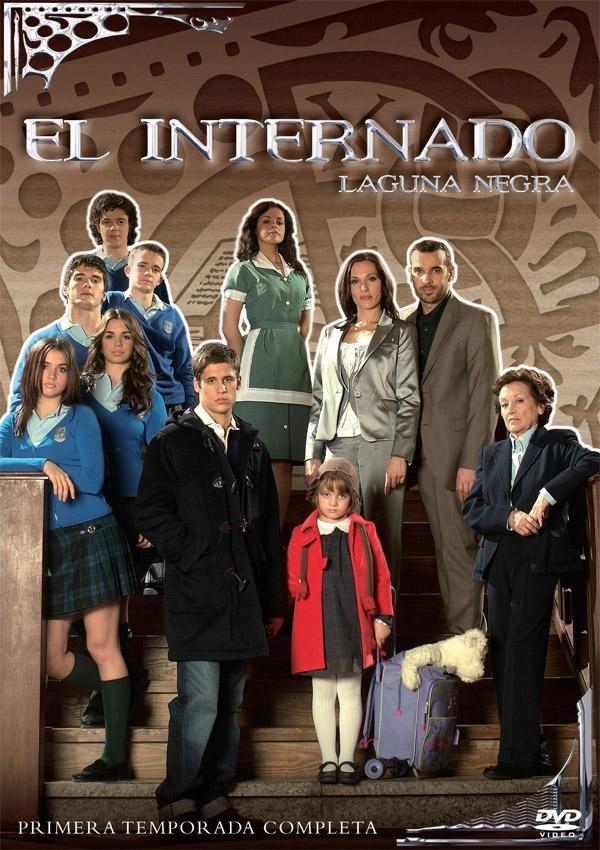 EL INTERNADO
LAGUNA NEGRA
PRIMERA TEMPORADA COMPLETA
DVD
VIDEO